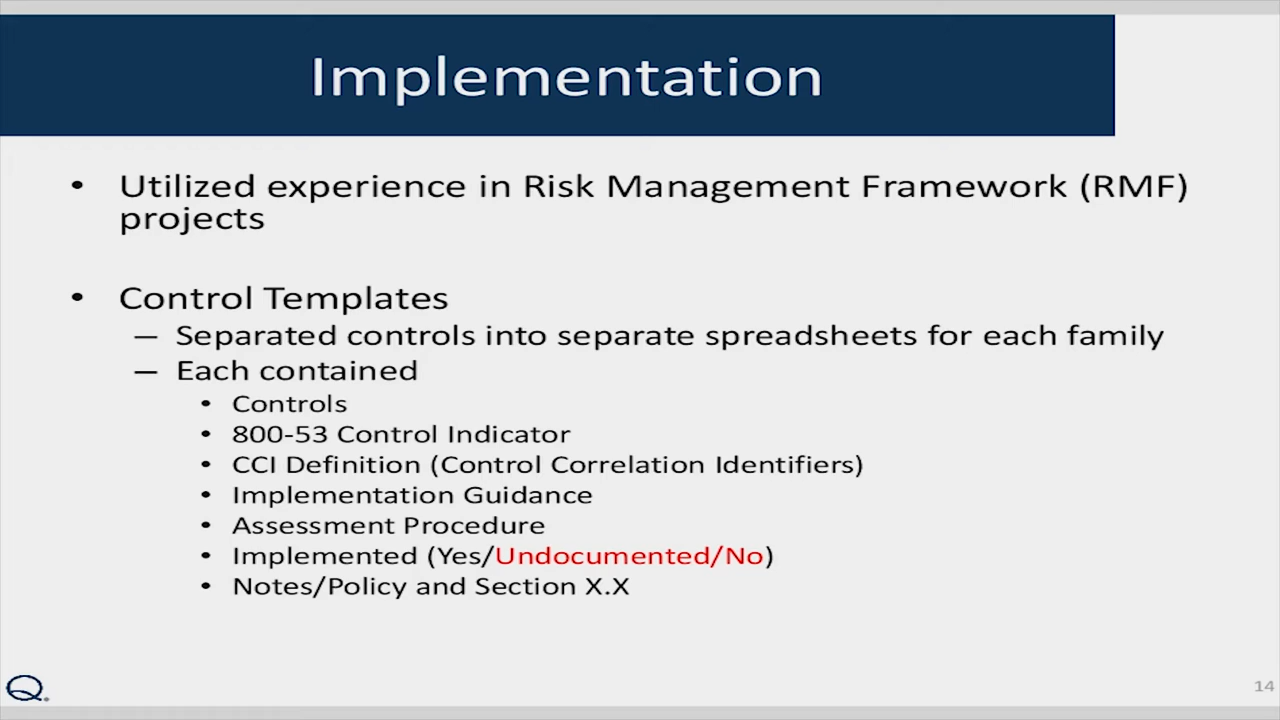 Implementation
• Utilized experience in Risk Management Framework (RMF)
projects
• Control Templates
— Separated controls into separate spreadsheets for each family
— Each contained
• Controls
• 800-53 Control Indicator
• CCI Definition (Control Correlation Identifiers)
• Implementation Guidance
• Assessment Procedure
• Implemented (Yes/Undocumented/No)
• Notes/Policy and Section X.X
Q.
14